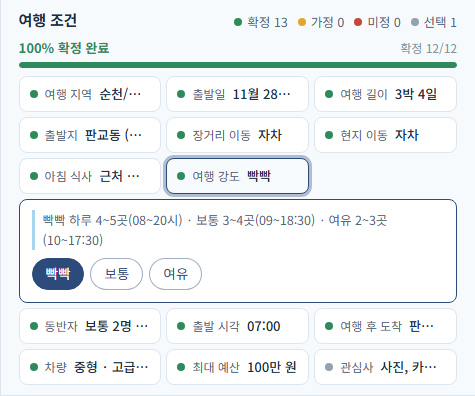 여행 조건 확정 13 가정 0 미정 0 선택 1
100% 확정 완료 확정 12/12
여행 지역 순천/… 출발일 11월 28… 여행 길이 3박 4일
출발지 판교동 (… 장거리 이동 자차 현지 이동 자차
아침 식사 근처 … 여행 강도 빡빡
빡빡 하루 4~5곳(08~20시) · 보통 3~4곳(09~18:30) · 여유 2~3곳
(10~17:30)
빡빡 보통 여유
동반자 보통 2명 … 출발 시각 07:00 여행 후 도착 판…
차량 중형 · 고급… 최대 예산 100만 원 관심사 사진, 카…